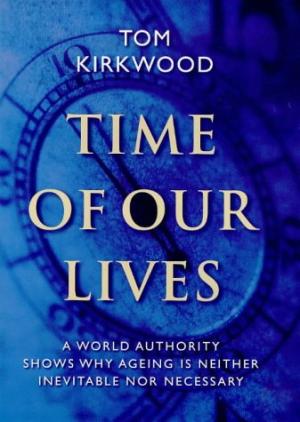 TOM
KIRKWOOD
TIME
OF OUR
LIVES
A WORLD AUTHORITY
SHOWS WHY AGEING IS NEITHER
INEVITABLE NOR NECESSARY